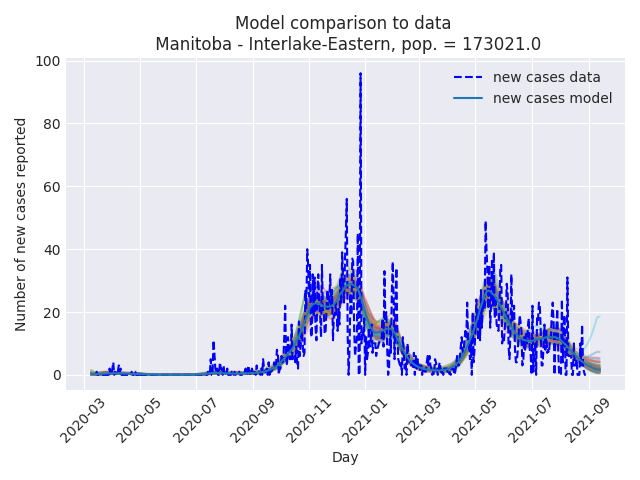 Model comparison to data
Manitoba - Interlake-Eastern, pop. = 173021.0
new cases data
new cases model
Number of new cases reported
100
80
60
40
20
0
2020-03
2020-05
2020-07
2020-09
2020-11
2021-01
2021-03
2021-05
2021-07
2021-09
Day